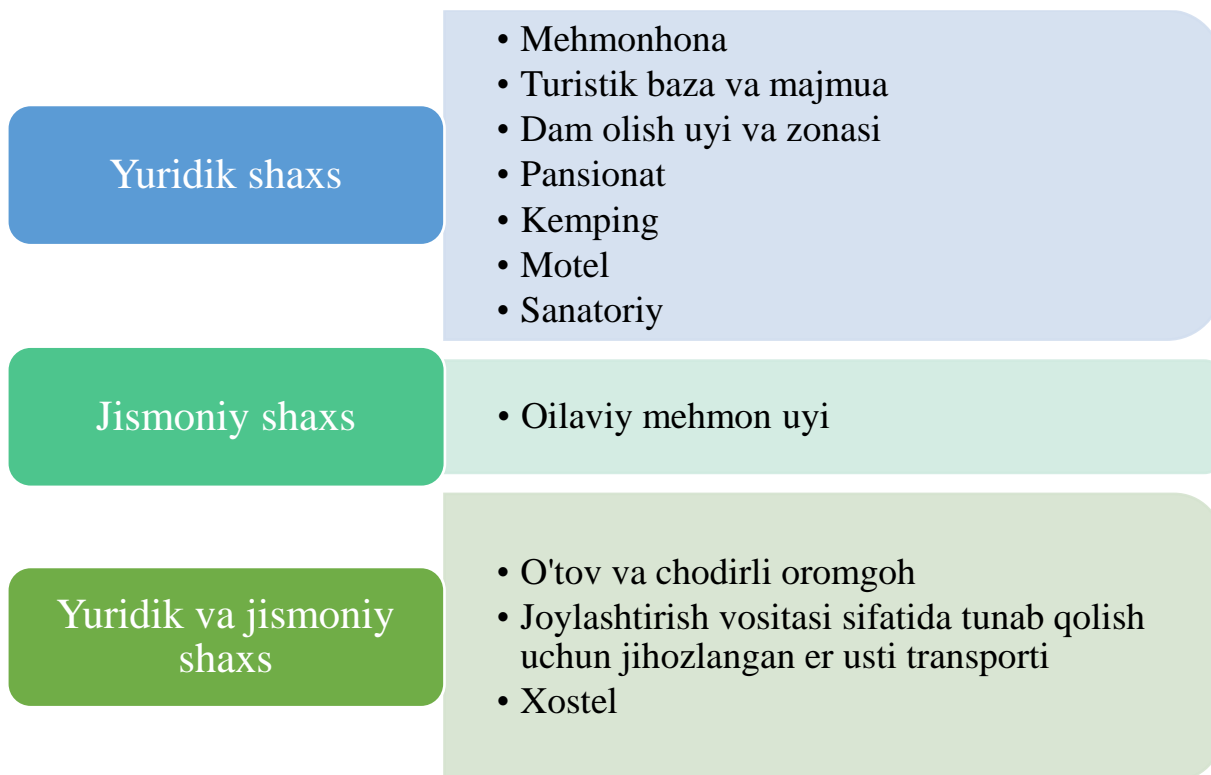 Yuridik shaxs
• Mehmonhona
• Turistik baza va majmua
• Dam olish uyi va zonasi
• Pansionat
• Kemping
• Motel
• Sanatoriy
Jismoniy shaxs
• Oilaviy mehmon uyi
Yuridik va jismoniy
shaxs
• O'tov va chodirli oromgoh
• Joylashtirish vositasi sifatida tunab qolish
uchun jihozlangan er usti transporti
• Xostel